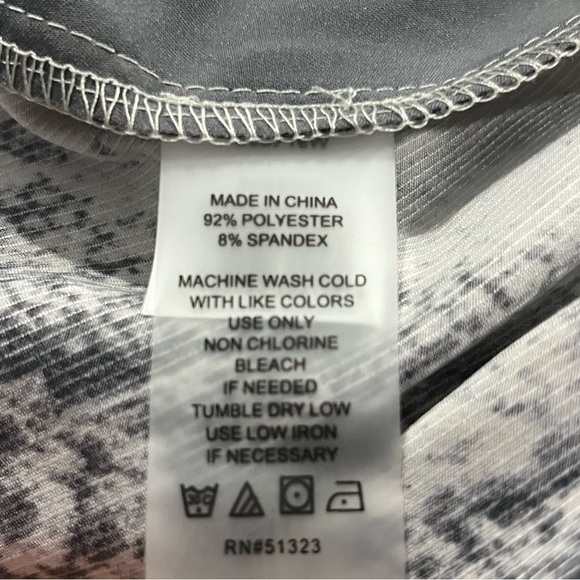 MADE IN CHINA
92% POLYESTER
8% SPANDEX
MACHINE WASH COLD
WITH LIKE COLORS
USE ONLY
NON CHLORINE
BLEACH
IF NEEDED
TUMBLE DRY LOW
USE LOW IRON
IF NECESSARY
RN#51323